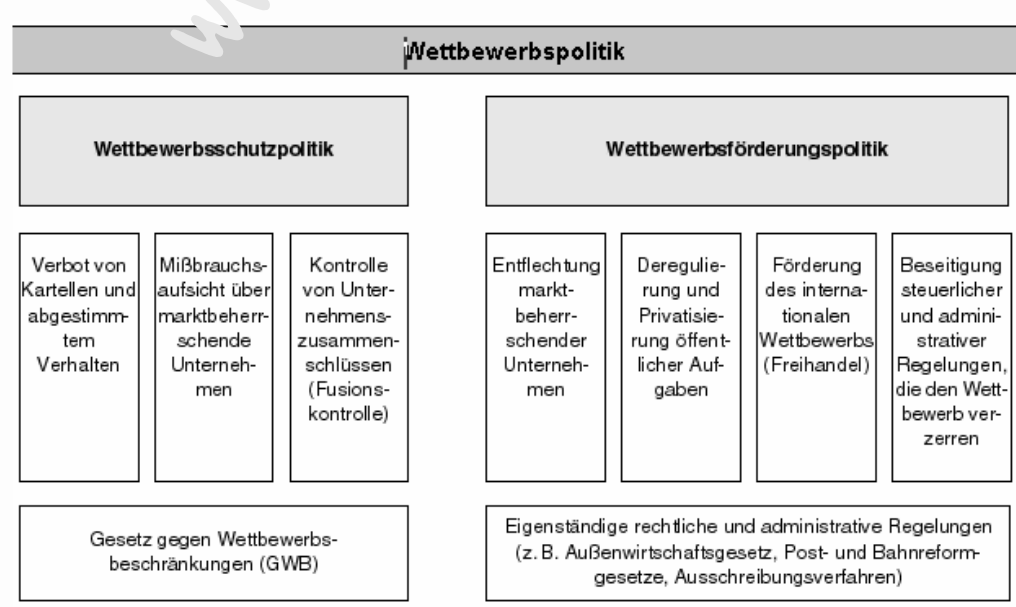 Wettbewerbspolitik
Wettbewerbsschutzpolitik
Wettbewerbsförderungspolitik
Verbot von
Kartellen und
abgestimm-
tem
Verhalten
Mißbrauchs-
aufsicht über
marktbeherr-
schende
Unterneh-
men
Kontrolle
von Unter-
nehmens-
zusammen-
schlüssen
(Fusions-
kontrolle)
Entflechtung
markt-
beherr-
schender
Unterneh-
men
Deregulie-
rung und
Privatisie-
rung öffent-
licher Auf-
gaben
Förderung
des interna-
tionalen
Wettbewerbs
(Freihandel)
Beseitigung
steuerlicher
und admini-
strativer
Regelungen,
die den Wett-
bewerb ver-
zerren
Gesetz gegen Wettbewerbs-
beschränkungen (GWB)
Eigenständige rechtliche und administrative Regelungen
(z. B. Außenwirtschaftsgesetz, Post- und Bahnreform-
gesetze, Ausschreibungsverfahren)